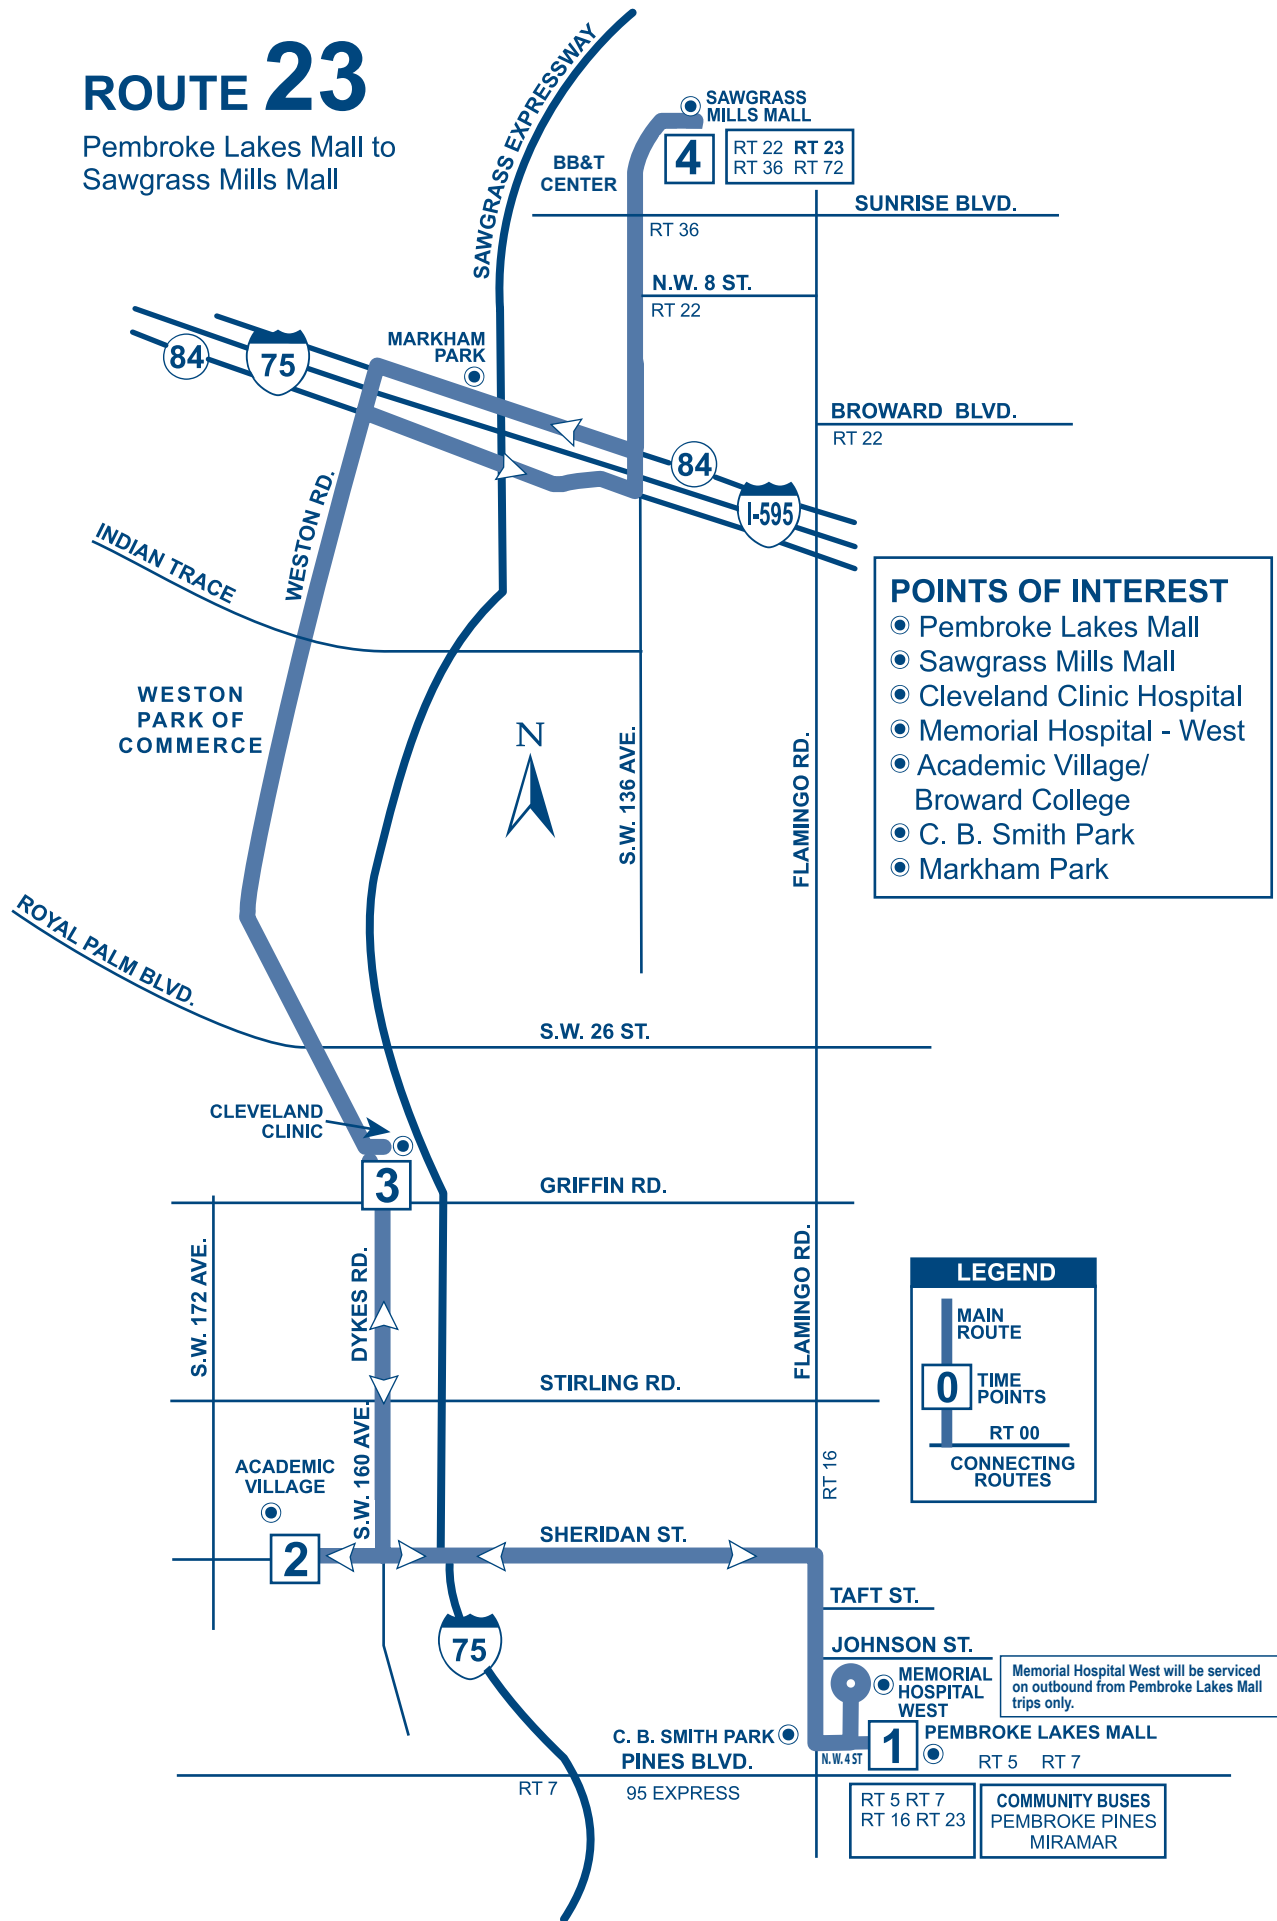 ROUTE 23
Pembroke Lakes Mall to
Sawgrass Mills Mall
SAWGRASS EXPRESSWAY
SAWGRASS
MILLS MALL
4
RT 22 RT 23
RT 36 RT 72
BB&T
CENTER
SUNRISE BLVD.
RT 36
N.W. 8 ST.
RT 22
MARKHAM
PARK
84
75
BROWARD BLVD.
RT 22
84
I-595
WESTON RD.
INDIAN TRACE
POINTS OF INTEREST
Pembroke Lakes Mall
Sawgrass Mills Mall
Cleveland Clinic Hospital
Memorial Hospital - West
Academic Village/
Broward College
C. B. Smith Park
Markham Park
WESTON
PARK OF
COMMERCE
N
S.W. 136 AVE.
FLAMINGO RD.
ROYAL PALM BLVD.
S.W. 26 ST.
CLEVELAND
CLINIC
3
GRIFFIN RD.
S.W. 172 AVE.
DYKES RD.
FLAMINGO RD.
LEGEND
MAIN
ROUTE
0
TIME
POINTS
RT 00
CONNECTING
ROUTES
STIRLING RD.
S.W. 160 AVE.
RT 16
ACADEMIC
VILLAGE
2
SHERIDAN ST.
TAFT ST.
75
JOHNSON ST.
MEMORIAL
HOSPITAL
WEST
Memorial Hospital West will be serviced
on outbound from Pembroke Lakes Mall
trips only.
C. B. SMITH PARK
N.W. 4 ST
1
PEMBROKE LAKES MALL
PINES BLVD.
RT 5 RT 7
RT 7
95 EXPRESS
RT 5 RT 7
RT 16 RT 23
COMMUNITY BUSES
PEMBROKE PINES
MIRAMAR